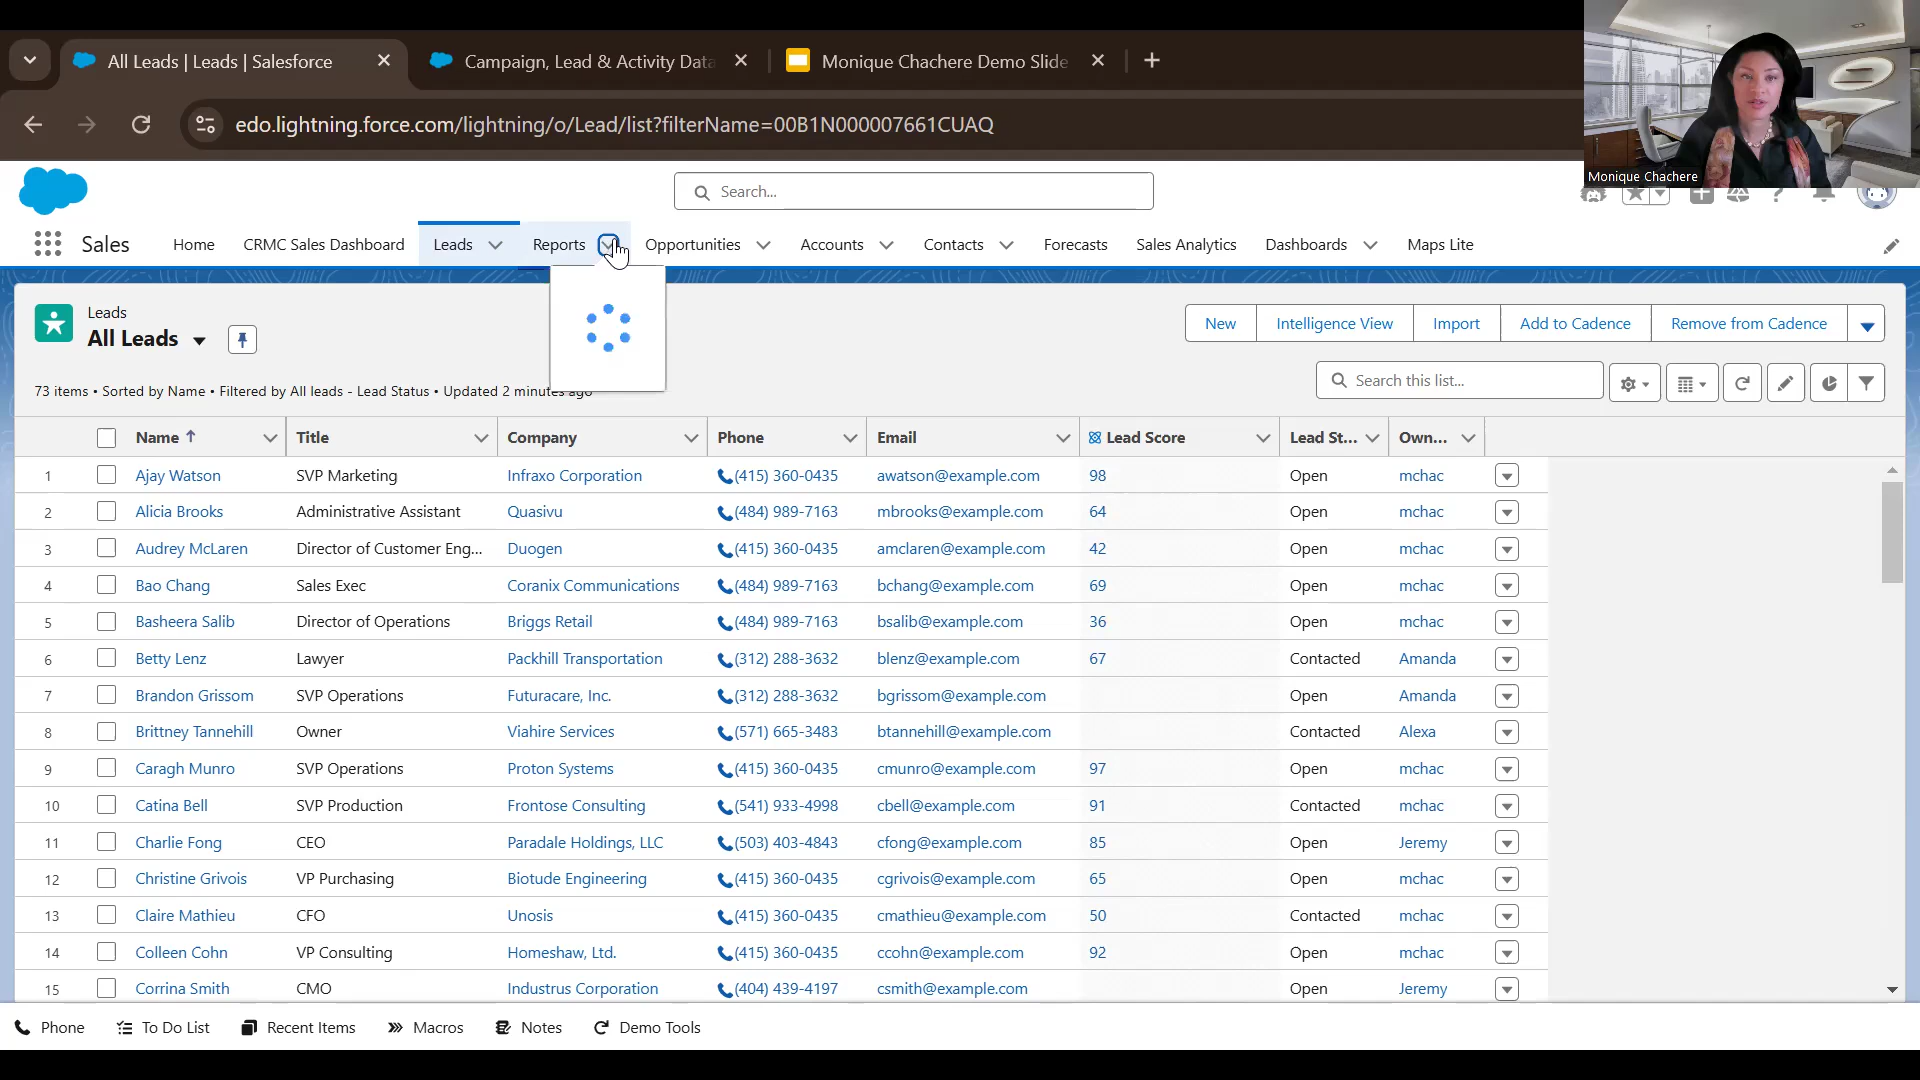 All Leads | Leads | Salesforce
Campaign, Lead & Activity Data
Monique Chachere Demo Slide
edo.lightning.force.com/lightning/o/Lead/list?filterName=00B1N000007661CUAQ
Monique Chachere
Search...
Sales
Home
CRMC Sales Dashboard
Leads
Reports
Opportunities
Accounts
Contacts
Forecasts
Sales Analytics
Dashboards
Maps Lite
Leads
All Leads
New
Intelligence View
Import
Add to Cadence
Remove from Cadence
73 items • Sorted by Name • Filtered by All leads - Lead Status • Updated 2 minutes ago
Search this list...
Name Title Company Phone Email Lead Score Lead St... Own...
1 Ajay Watson SVP Marketing Infraxo Corporation (415) 360-0435 awatson@example.com 98 Open mchac
2 Alicia Brooks Administrative Assistant Quasivu (484) 989-7163 mbrooks@example.com 64 Open mchac
3 Audrey McLaren Director of Customer Eng... Duogen (415) 360-0435 amclaren@example.com 42 Open mchac
4 Bao Chang Sales Exec Coranix Communications (484) 989-7163 bchang@example.com 69 Open mchac
5 Basheera Salib Director of Operations Briggs Retail (484) 989-7163 bsalib@example.com 36 Open mchac
6 Betty Lenz Lawyer Packhill Transportation (312) 288-3632 blenz@example.com 67 Contacted Amanda
7 Brandon Grissom SVP Operations Futuracare, Inc. (312) 288-3632 bgrissom@example.com Open Amanda
8 Brittney Tannehill Owner Viahire Services (571) 665-3483 btannehill@example.com Contacted Alexa
9 Caragh Munro SVP Operations Proton Systems (415) 360-0435 cmunro@example.com 97 Open mchac
10 Catina Bell SVP Production Frontose Consulting (541) 933-4998 cbell@example.com 91 Contacted mchac
11 Charlie Fong CEO Paradale Holdings, LLC (503) 403-4843 cfong@example.com 85 Open Jeremy
12 Christine Grivois VP Purchasing Biotude Engineering (415) 360-0435 cgrivois@example.com 65 Open mchac
13 Claire Mathieu CFO Unosis (415) 360-0435 cmathieu@example.com 50 Contacted mchac
14 Colleen Cohn VP Consulting Homeshaw, Ltd. (415) 360-0435 ccohn@example.com 92 Open mchac
15 Corrina Smith CMO Industrus Corporation (404) 439-4197 csmith@example.com Open Jeremy
Phone
To Do List
Recent Items
Macros
Notes
Demo Tools